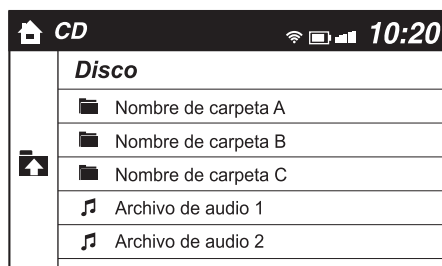 CD 10:20
Disco
Nombre de carpeta A
Nombre de carpeta B
Nombre de carpeta C
Archivo de audio 1
Archivo de audio 2